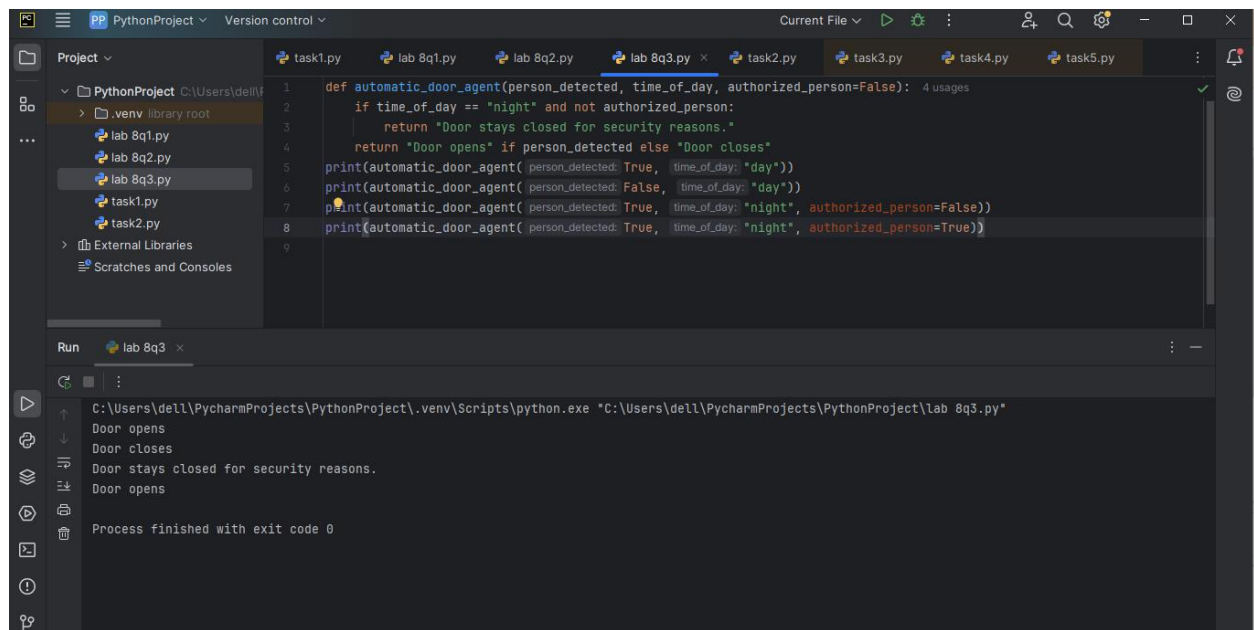 PC
PP PythonProject Version control Current File
Project
task1.py lab 8q1.py lab 8q2.py lab 8q3.py task2.py task3.py task4.py task5.py
PythonProject C:\Users\dell\
.venv library root
lab 8q1.py
lab 8q2.py
lab 8q3.py
task1.py
task2.py
External Libraries
Scratches and Consoles
1 def automatic_door_agent(person_detected, time_of_day, authorized_person=False): 4 usages
2 if time_of_day == "night" and not authorized_person:
3 return "Door stays closed for security reasons."
4 return "Door opens" if person_detected else "Door closes"
5 print(automatic_door_agent( person_detected: True, time_of_day: "day"))
6 print(automatic_door_agent( person_detected: False, time_of_day: "day"))
7 print(automatic_door_agent( person_detected: True, time_of_day: "night", authorized_person=False))
8 print(automatic_door_agent( person_detected: True, time_of_day: "night", authorized_person=True))
9
Run lab 8q3
C:\Users\dell\PycharmProjects\PythonProject\.venv\Scripts\python.exe "C:\Users\dell\PycharmProjects\PythonProject\lab 8q3.py"
Door opens
Door closes
Door stays closed for security reasons.
Door opens
Process finished with exit code 0